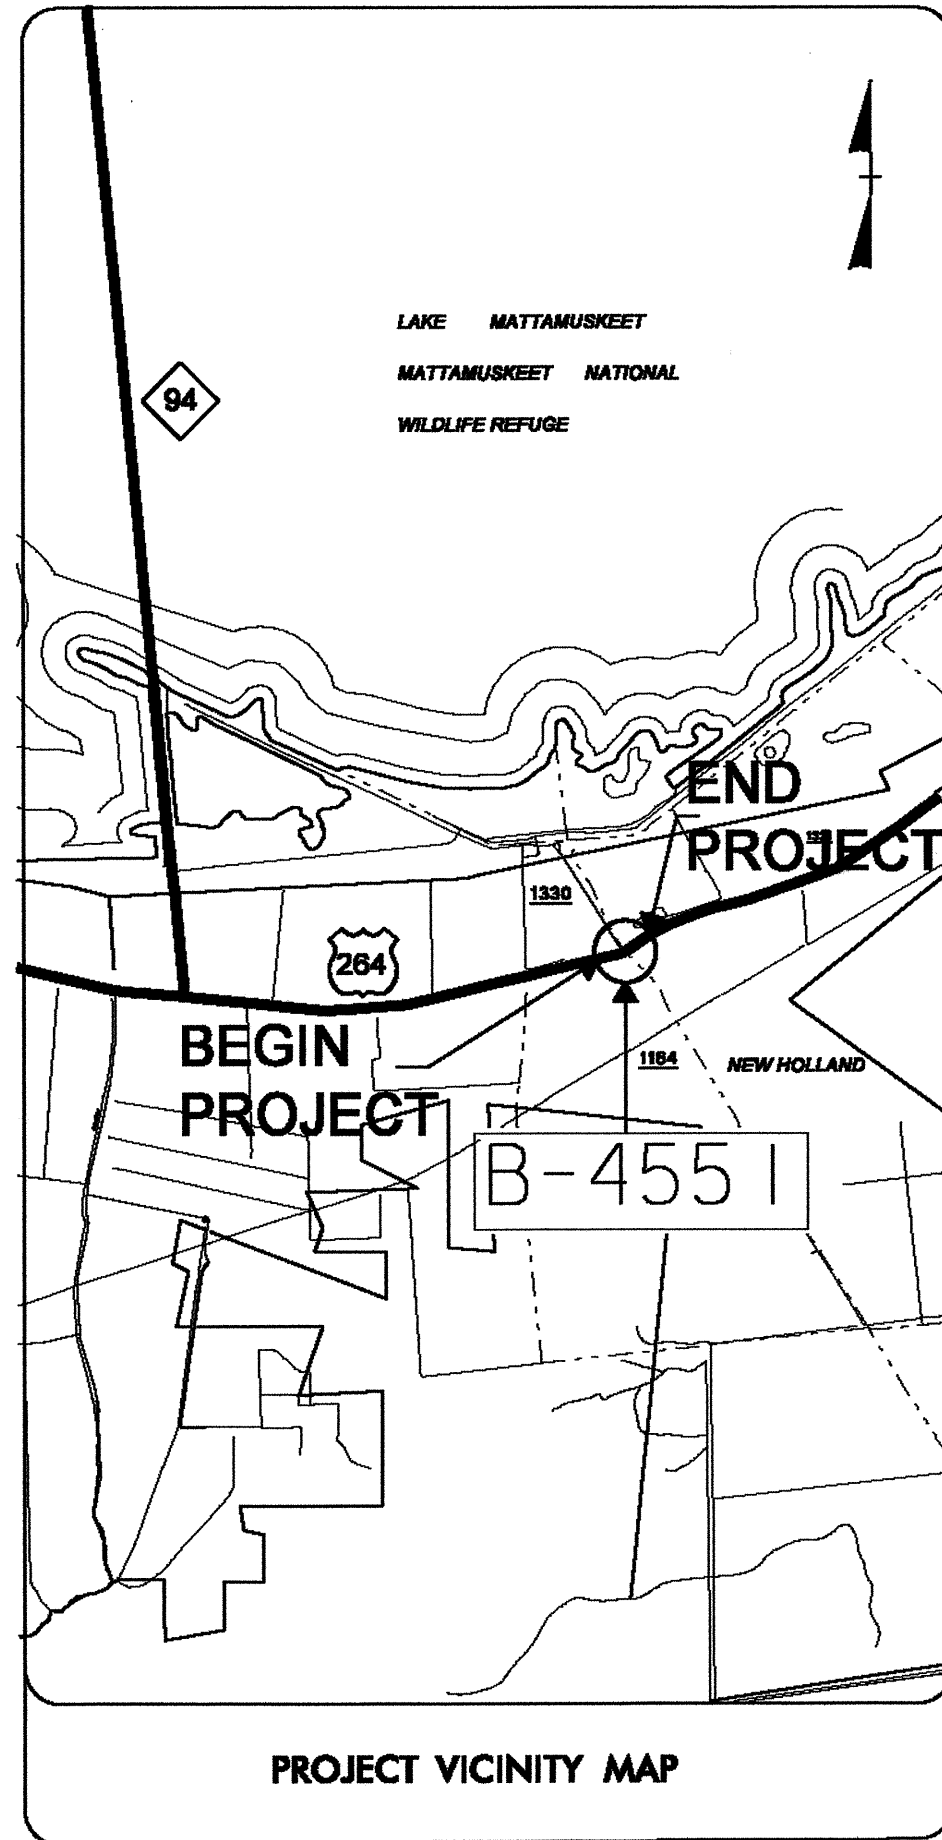 LAKE MATTAMUSKEET
MATTAMUSKEET NATIONAL
WILDLIFE REFUGE
94
END
PROJECT
1330
264
BEGIN
PROJECT
1164
NEW HOLLAND
B-4551
PROJECT VICINITY MAP